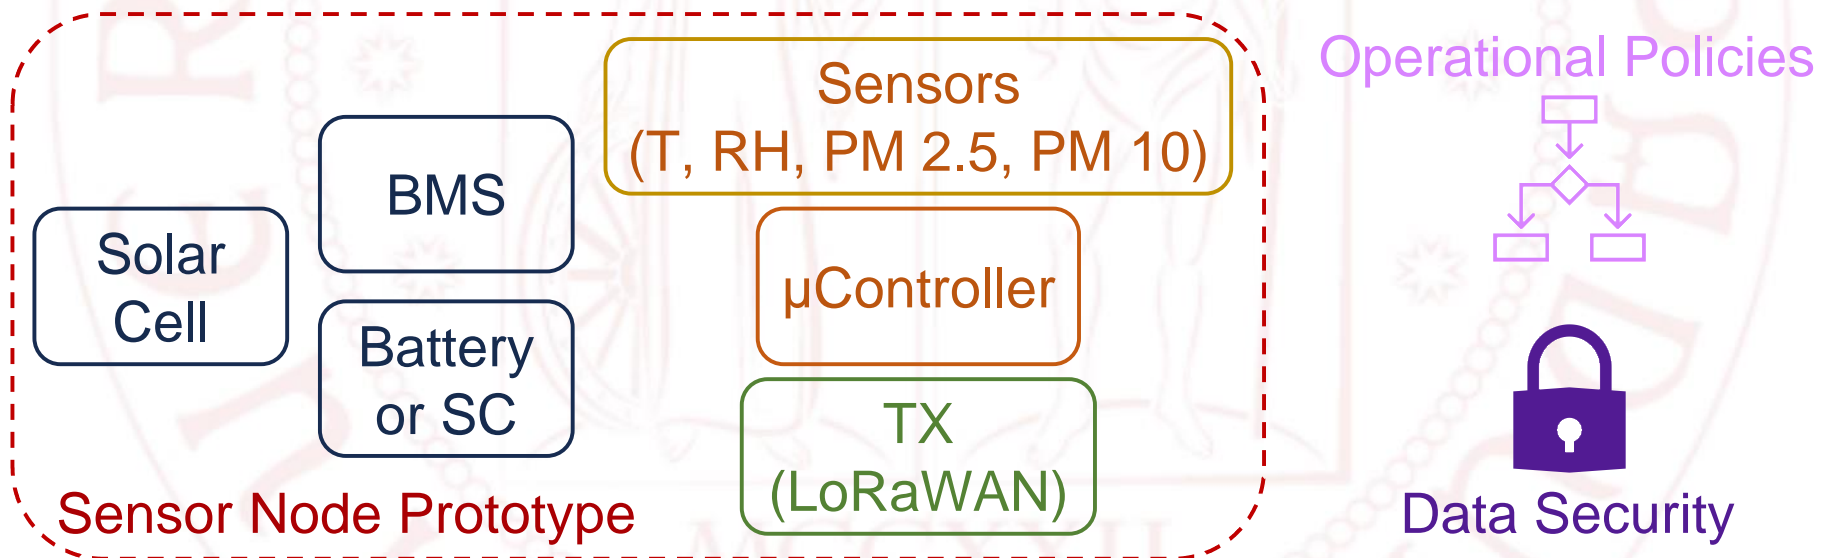 Sensors
(T, RH, PM 2.5, PM 10)
BMS
Solar
Cell
Battery
or SC
µController
TX
(LoRaWAN)
Sensor Node Prototype
Operational Policies
Data Security